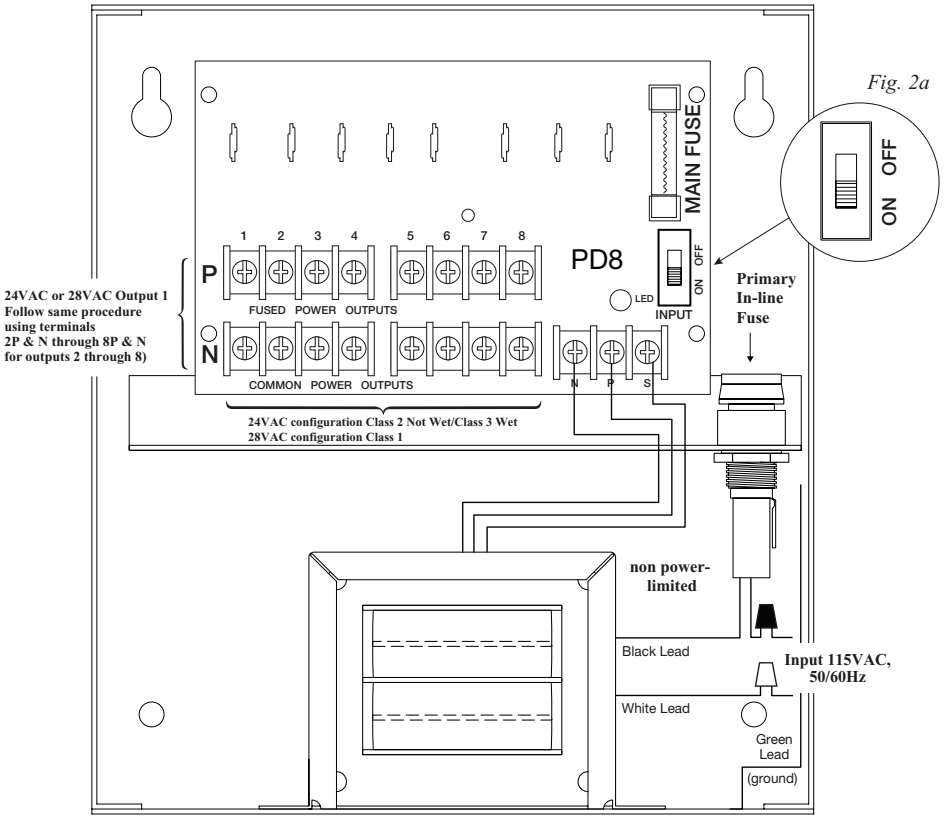 Fig. 2a
MAIN FUSE
OFF
ON
1 2 3 4 5 6 7 8
P
PD8
OFF
ON
LED
INPUT
FUSED POWER OUTPUTS
24VAC or 28VAC Output 1
Follow same procedure
using terminals
2P & N through 8P & N
for outputs 2 through 8)
Primary
In-line
Fuse
N
N P S
COMMON POWER OUTPUTS
24VAC configuration Class 2 Not Wet/Class 3 Wet
28VAC configuration Class 1
non power-
limited
Black Lead
Input 115VAC,
50/60Hz
White Lead
Green
Lead
(ground)